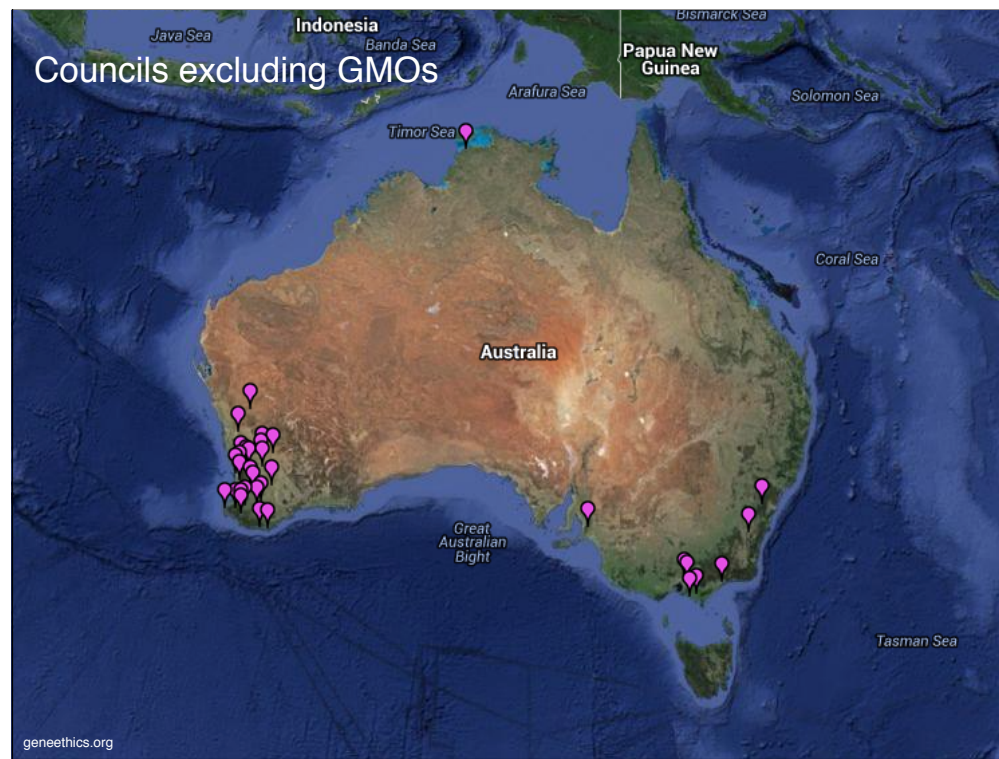 Bismarck Sea
Java Sea
Indonesia
Banda Sea
Papua New
Guinea
Councils excluding GMOs
Arafura Sea
Solomon Sea
Timor Sea
Coral Sea
Australia
Great
Australian
Bight
Tasman Sea
geneethics.org